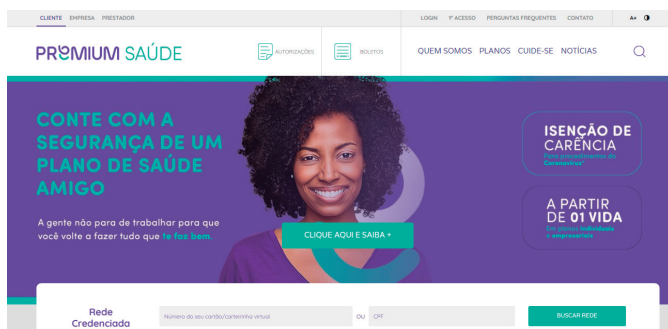 CLIENTE EMPRESA PRESTADOR
LOGIN 1º ACESSO PERGUNTAS FREQUENTES CONTATO A+
PREMIUM SAÚDE
AUTORIZAÇÕES
BOLETOS
QUEM SOMOS PLANOS CUIDE-SE NOTÍCIAS
CONTE COM A
SEGURANÇA DE UM
PLANO DE SAÚDE
AMIGO
A gente não para de trabalhar para que
você volte a fazer tudo que te faz bem.
CLIQUE AQUI E SAIBA +
ISENÇÃO DE
CARÊNCIA
Para procedimentos do
Coronavírus*
A PARTIR
DE 01 VIDA
Em planos individuais
e empresariais
Rede
Credenciada
Número do seu cartão/carteirinha virtual
OU
CPF
BUSCAR REDE